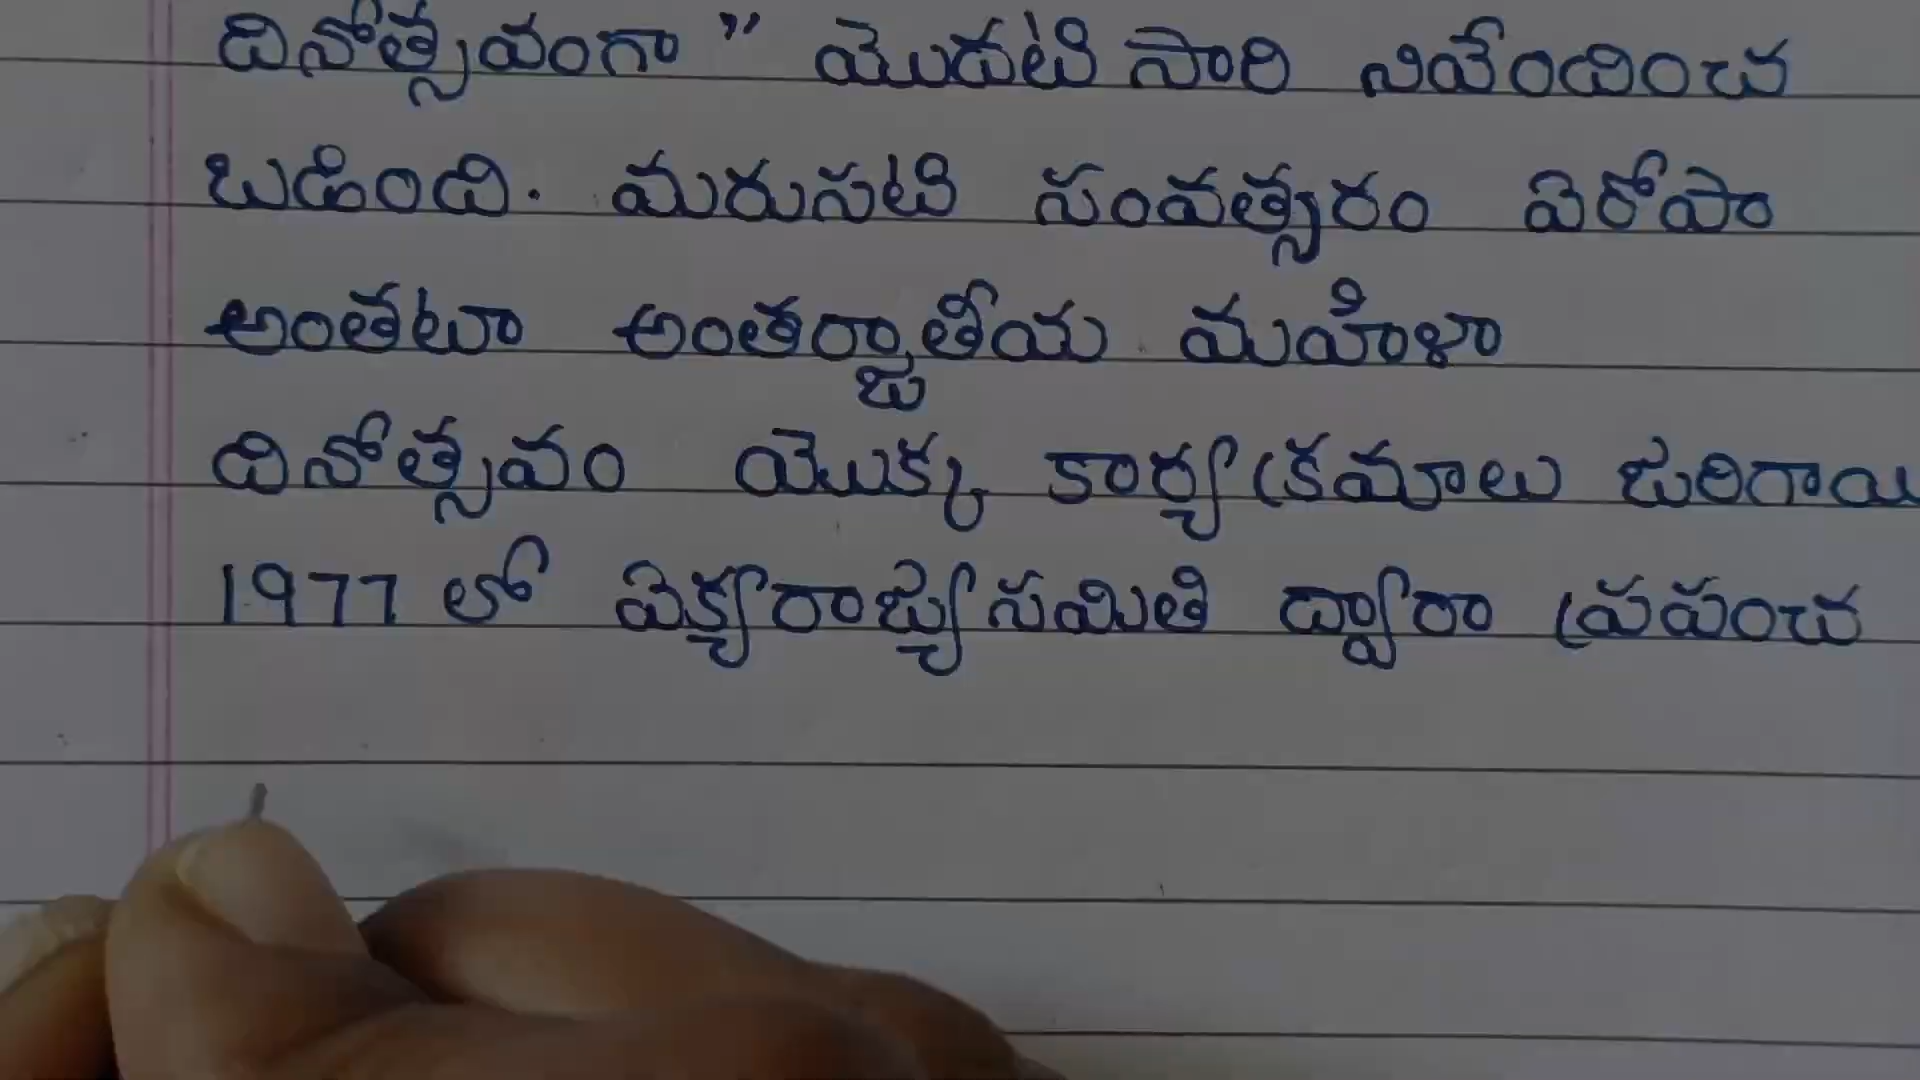 దినోత్సవంగా" మొదటి సారి నియేందించ
బడింది. మరుసటి సంవత్సరం ఐరోపా
అంతటా అంతర్జాతీయ మహిళా
దినోత్సవం యొక్క కార్యక్రమాలు జరిగాయి
1977 లో ఐక్యరాజ్యసమితి ద్వారా ప్రపంచ